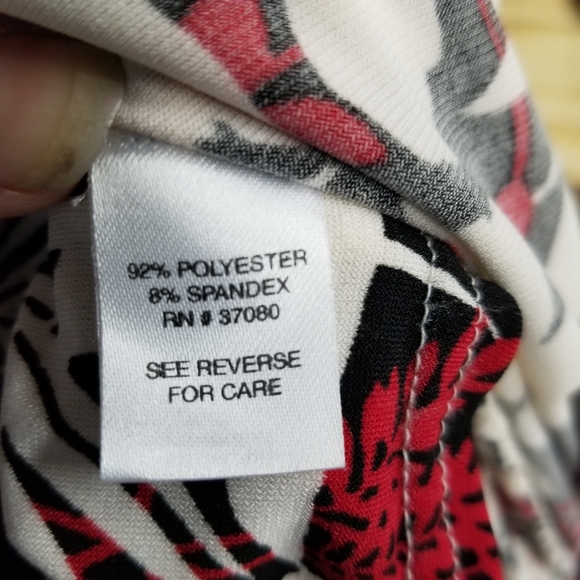 92% POLYESTER
8% SPANDEX
RN # 37080
SEE REVERSE
FOR CARE